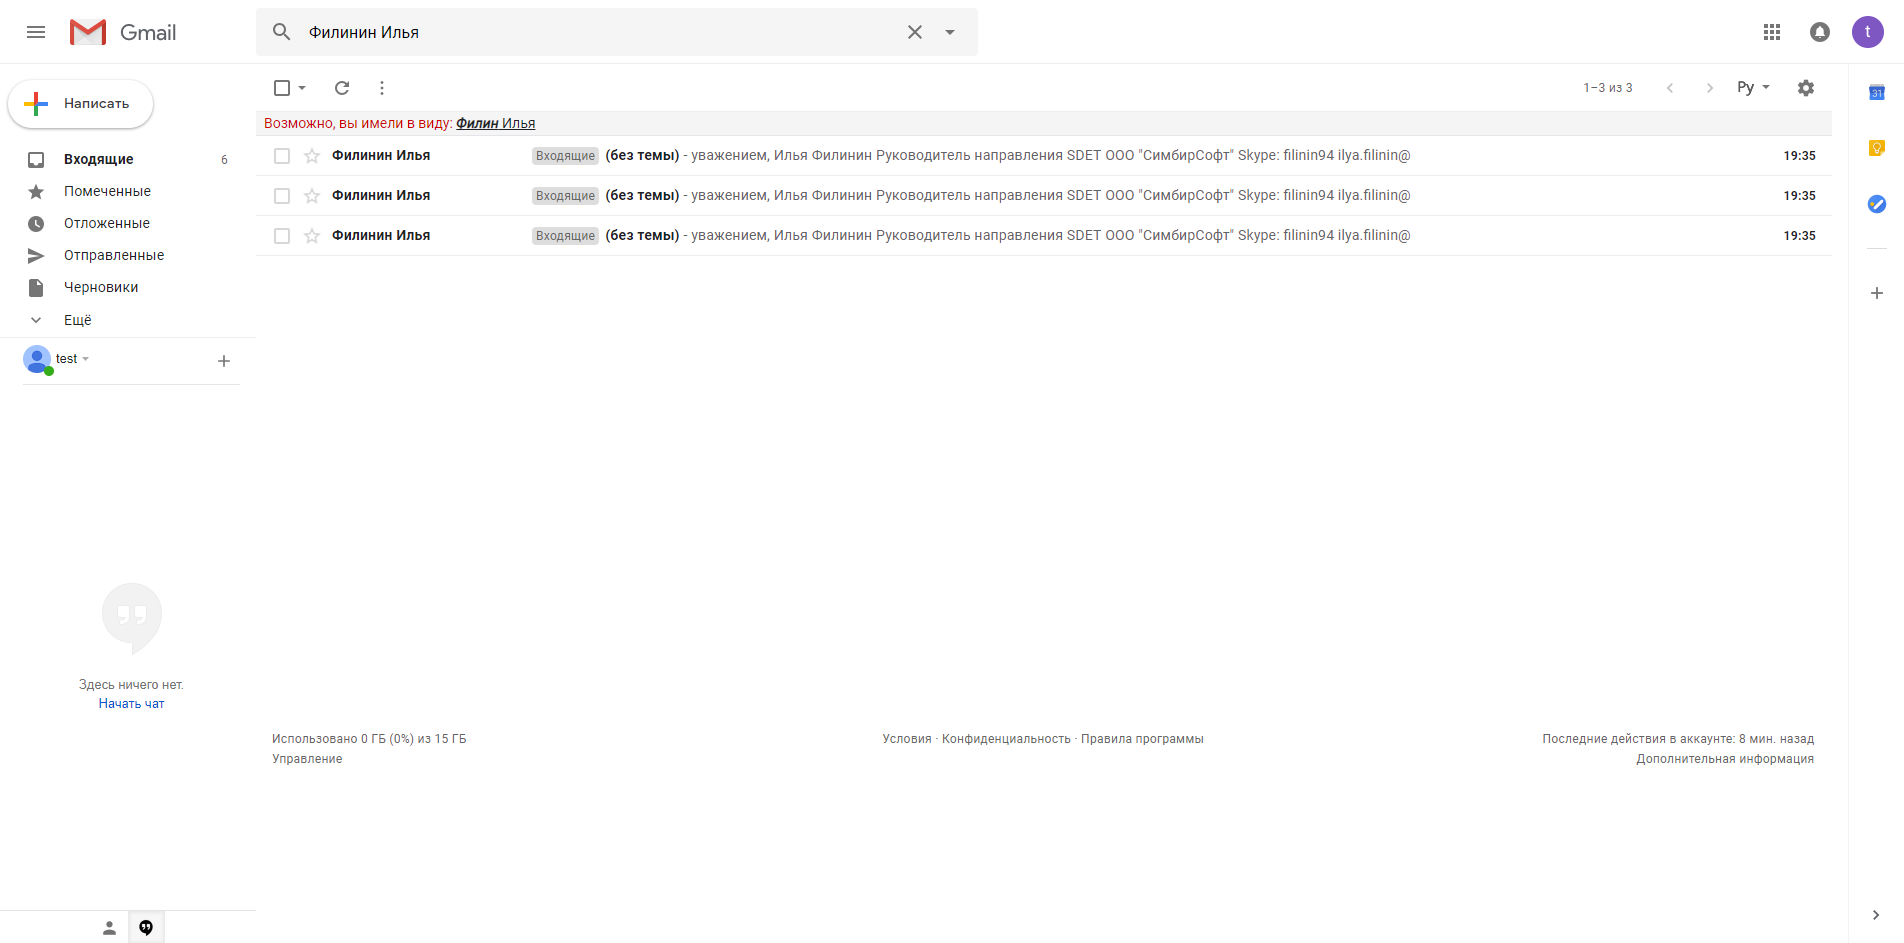 Gmail
Филинин Илья
t
Написать
1–3 из 3
Ру
31
Возможно, вы имели в виду: Филин Илья
Входящие 6
Помеченные
Отложенные
Отправленные
Черновики
Ещё
test
Филинин Илья Входящие (без темы) - уважением, Илья Филинин Руководитель направления SDET ООО "СимбирСофт" Skype: filinin94 ilya.filinin@ 19:35
Филинин Илья Входящие (без темы) - уважением, Илья Филинин Руководитель направления SDET ООО "СимбирСофт" Skype: filinin94 ilya.filinin@ 19:35
Филинин Илья Входящие (без темы) - уважением, Илья Филинин Руководитель направления SDET ООО "СимбирСофт" Skype: filinin94 ilya.filinin@ 19:35
Здесь ничего нет.
Начать чат
Использовано 0 ГБ (0%) из 15 ГБ
Управление
Условия · Конфиденциальность · Правила программы
Последние действия в аккаунте: 8 мин. назад
Дополнительная информация